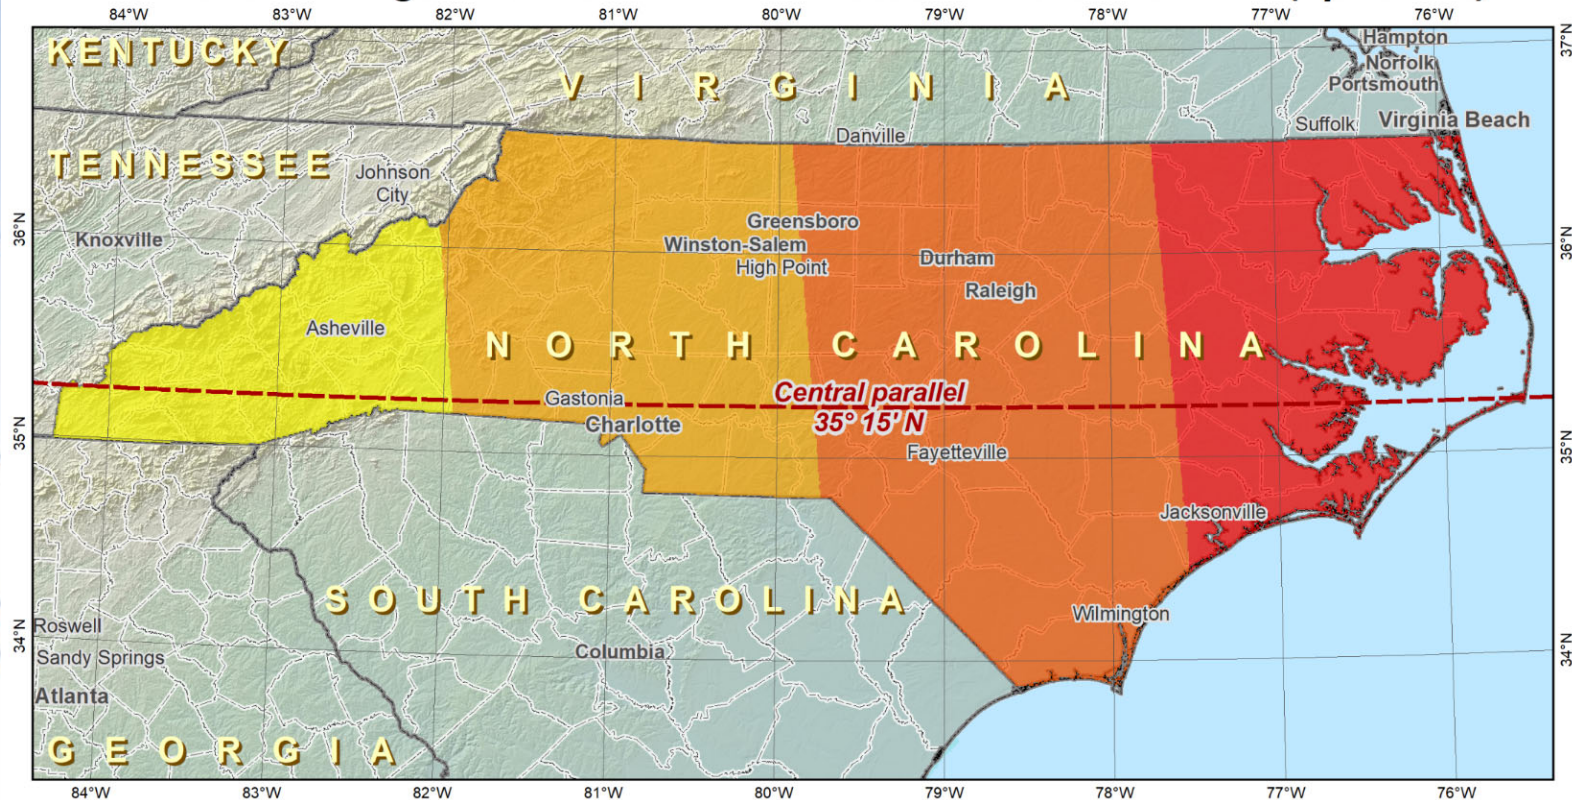 84°W 83°W 82°W 81°W 80°W 79°W 78°W 77°W 76°W
37°N
KENTUCKY
Hampton
Norfolk
VIRGINIA
Portsmouth
Danville
Suffolk
Virginia Beach
TENNESSEE
Johnson
City
36°N
Knoxville
Greensboro
Winston-Salem
High Point
Durham
36°N
Raleigh
Asheville
NORTH CAROLINA
Gastonia
Central parallel
35° 15' N
Charlotte
35°N
Fayetteville
35°N
Jacksonville
SOUTH CAROLINA
Wilmington
34°N
Roswell
Sandy Springs
Columbia
34°N
Atlanta
GEORGIA
84°W 83°W 82°W 81°W 80°W 79°W 78°W 77°W 76°W